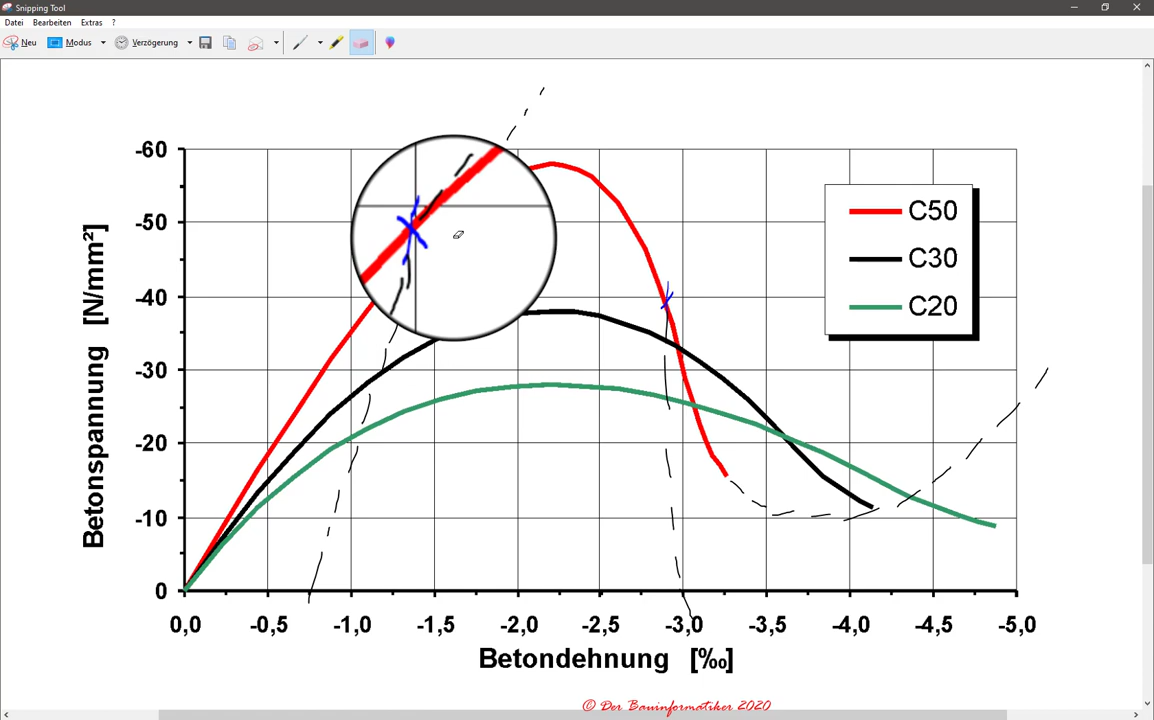 Snipping Tool
Datei Bearbeiten Extras ?
Neu Modus Verzögerung
-60
-50
-40
-30
-20
-10
0
Betonspannung [N/mm²]
C50
C30
C20
0,0 -0,5 -1,0 -1,5 -2,0 -2,5 -3,0 -3,5 -4,0 -4,5 -5,0
Betondehnung [‰]
© Der Bauinformatiker 2020